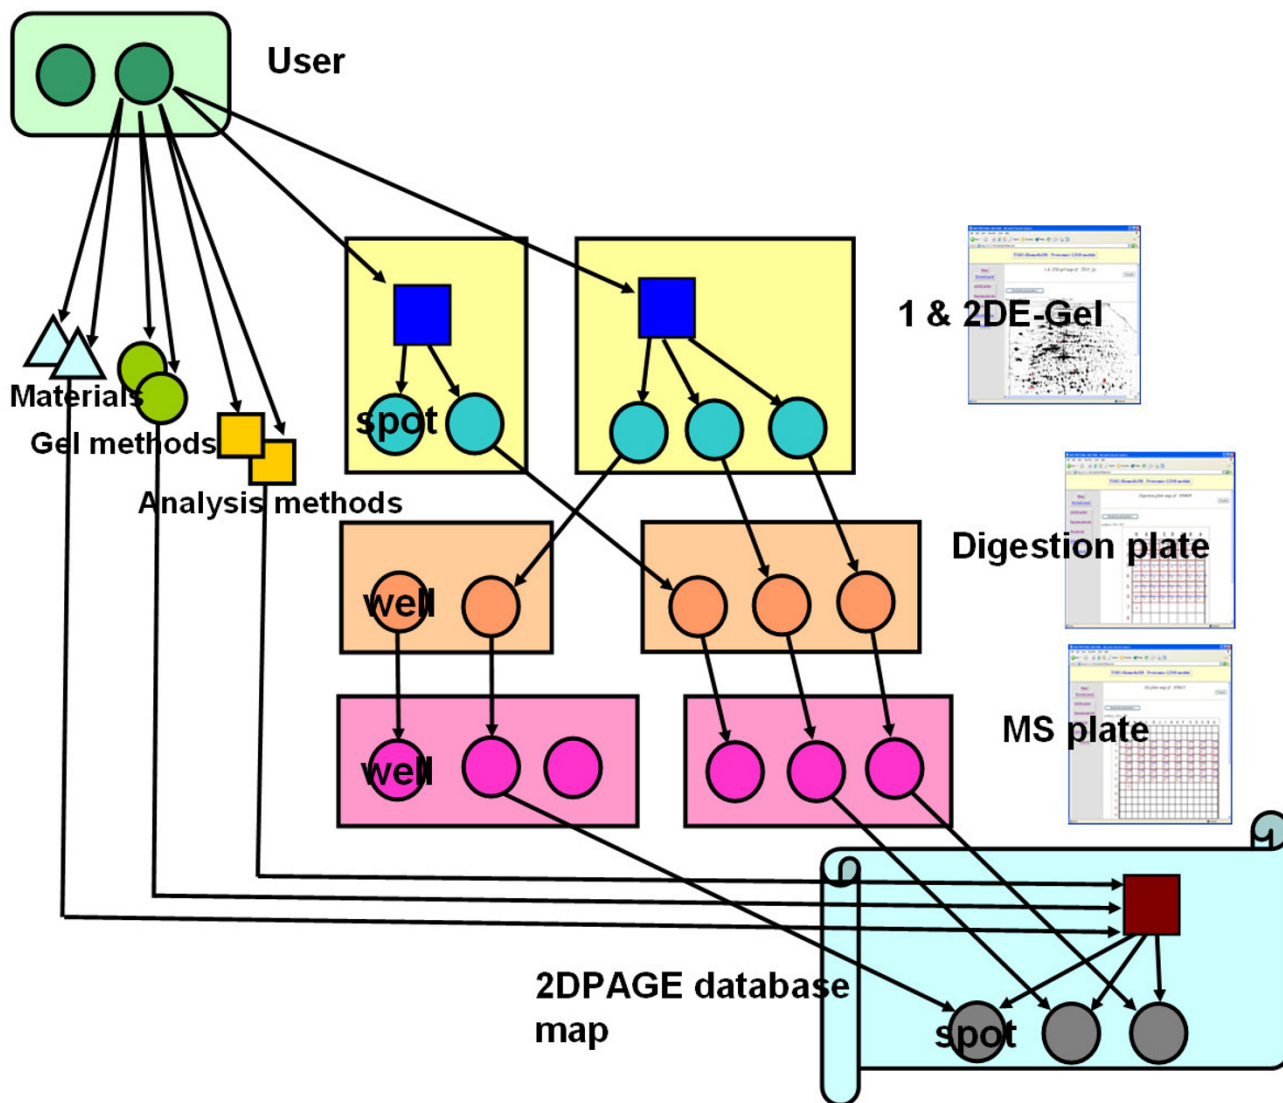 User
1 & 2DE-Gel
Materials
spot
Gel methods
Analysis methods
Digestion plate
well
MS plate
well
2DPAGE database
map
spot